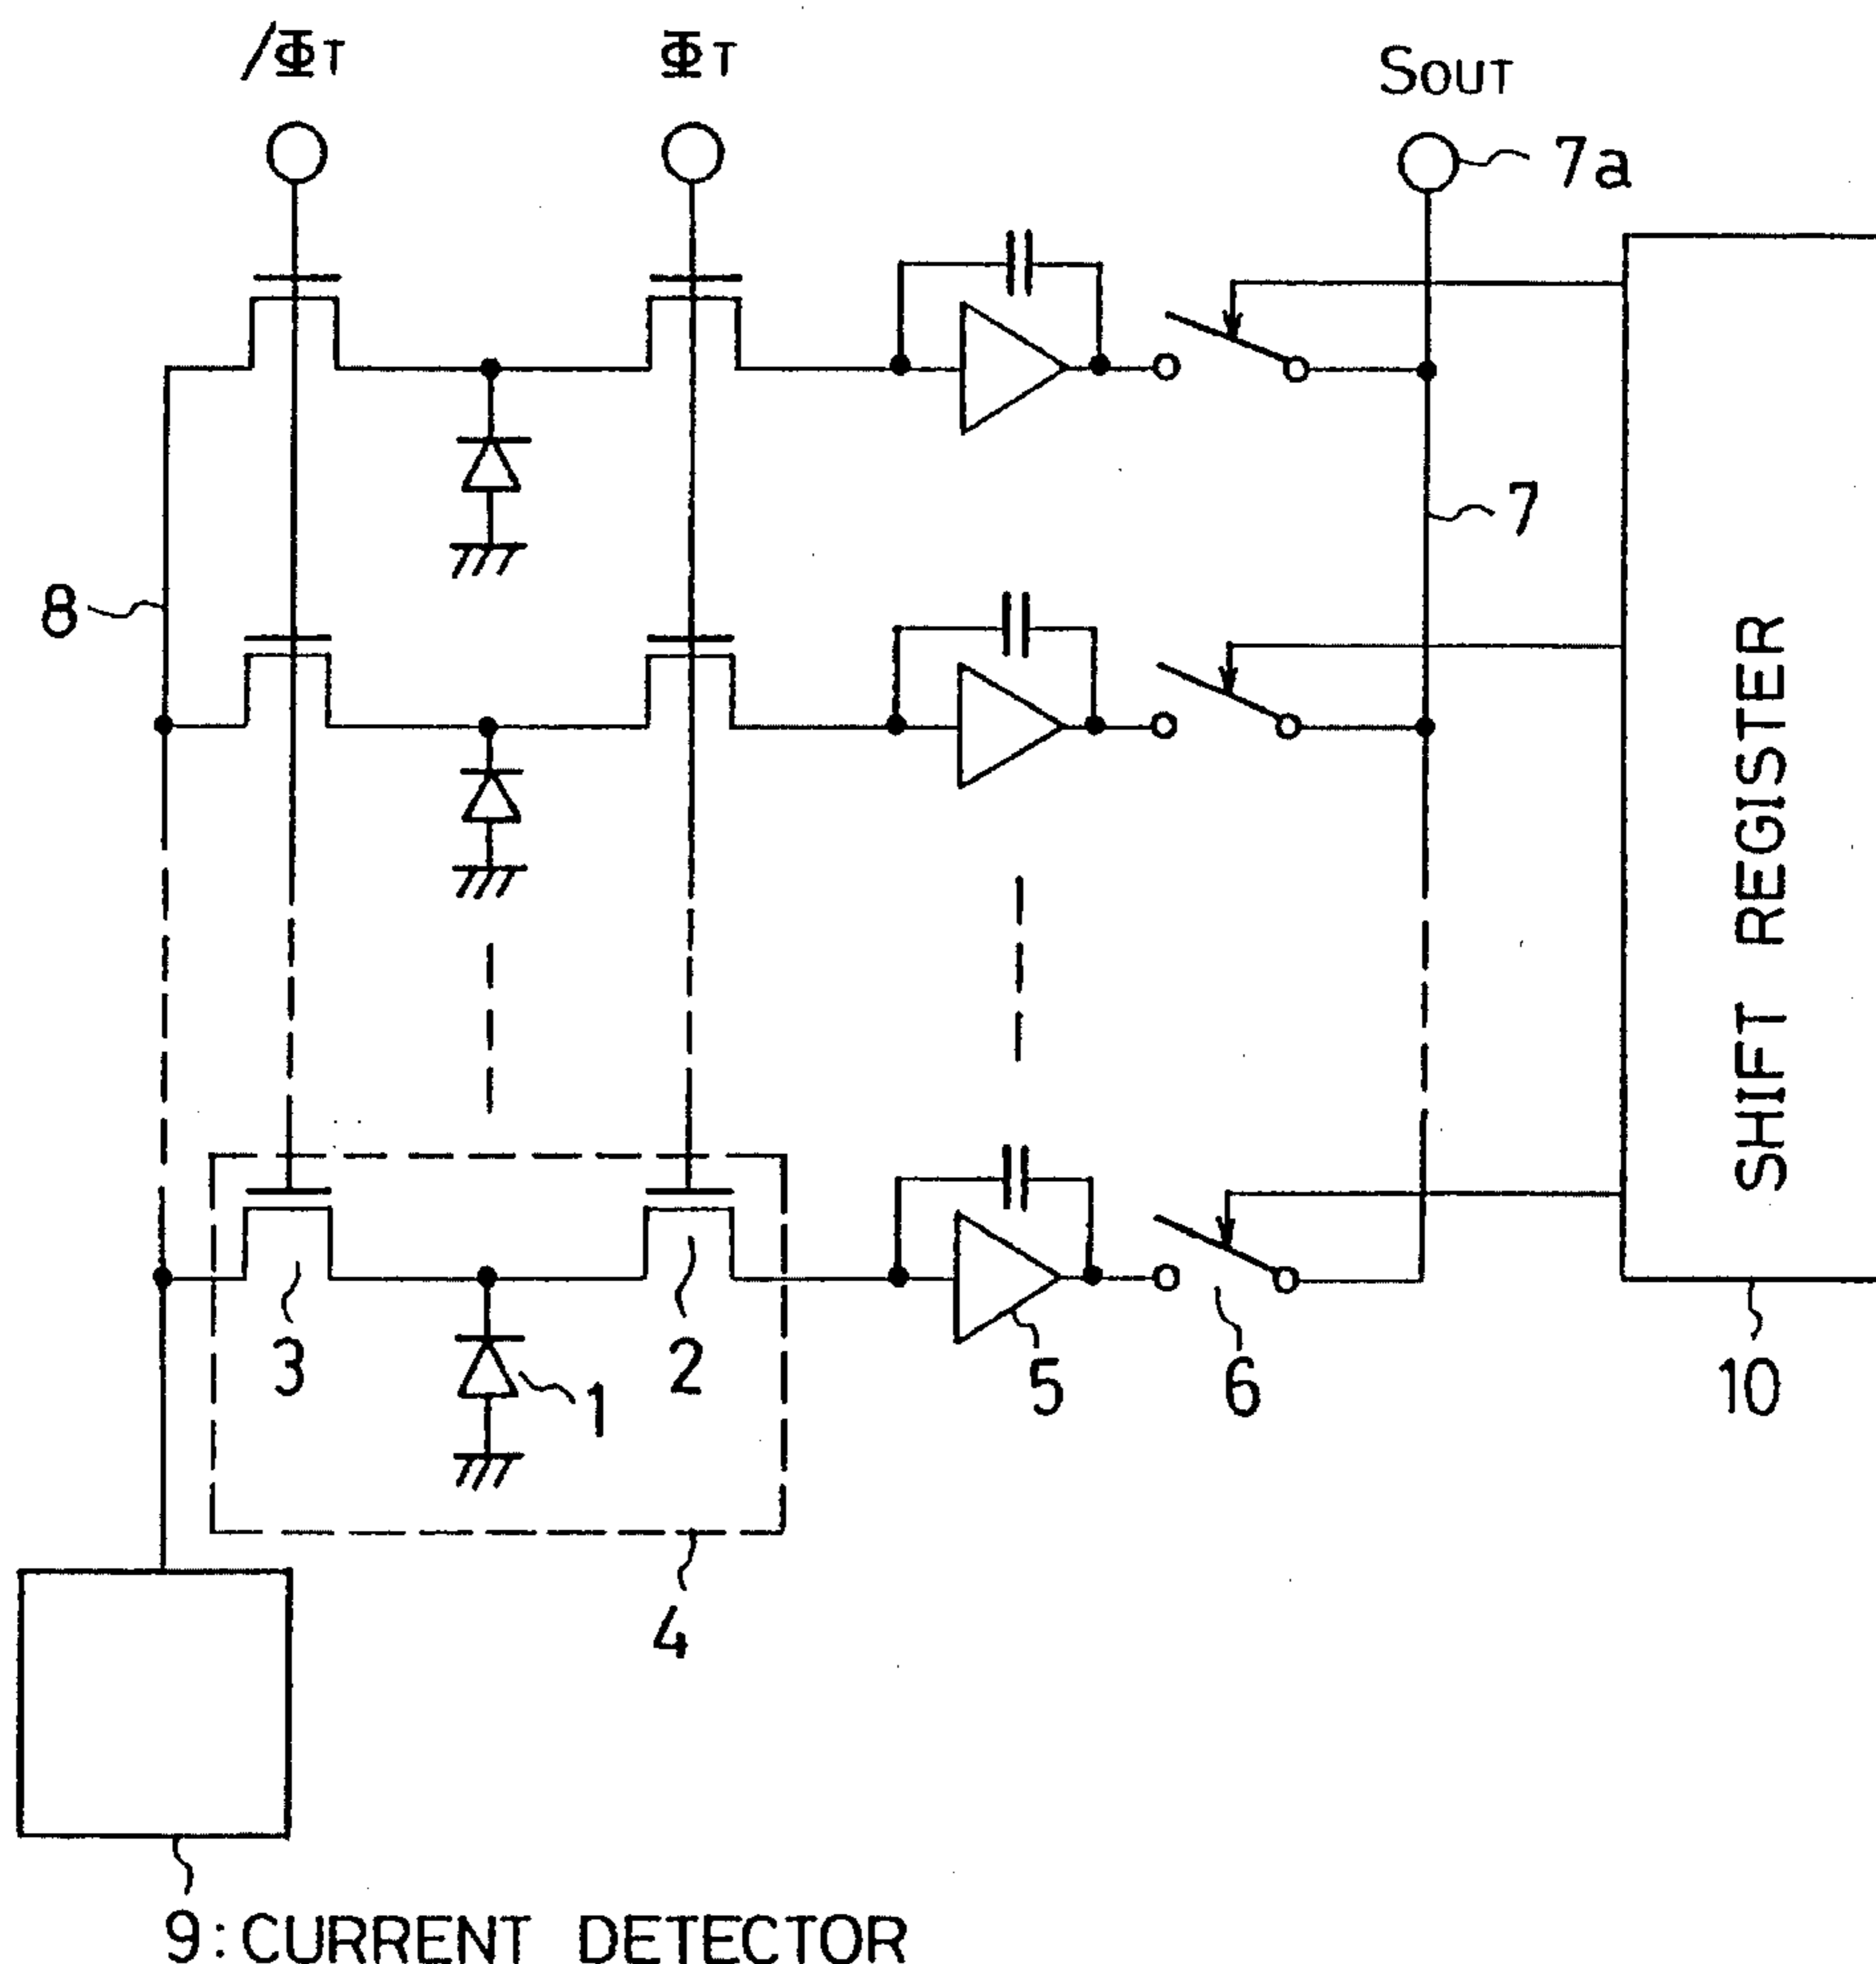 /ΦT
ΦT
SOUT
7a
7
8
SHIFT REGISTER
3
1
2
5
6
10
4
9: CURRENT DETECTOR